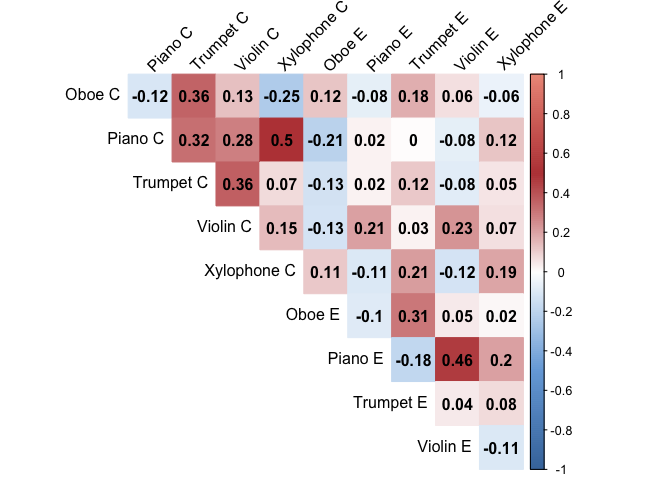 Piano C Trumpet C Violin C Xylophone C Oboe E Piano E Trumpet E Violin E Xylophone E
Oboe C -0.12 0.36 0.13 -0.25 0.12 -0.08 0.18 0.06 -0.06
Piano C 0.32 0.28 0.5 -0.21 0.02 0 -0.08 0.12
Trumpet C 0.36 0.07 -0.13 0.02 0.12 -0.08 0.05
Violin C 0.15 -0.13 0.21 0.03 0.23 0.07
Xylophone C 0.11 -0.11 0.21 -0.12 0.19
Oboe E -0.1 0.31 0.05 0.02
Piano E -0.18 0.46 0.2
Trumpet E 0.04 0.08
Violin E -0.11
1
0.8
0.6
0.4
0.2
0
-0.2
-0.4
-0.6
-0.8
-1